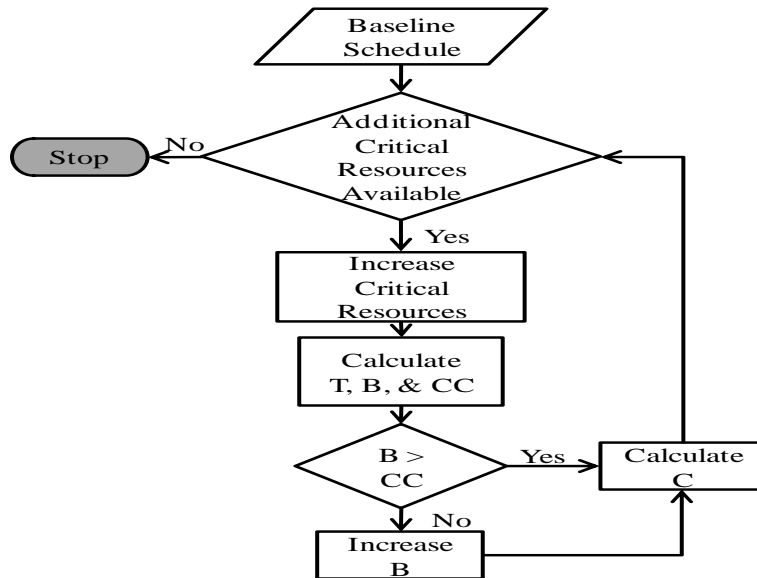 Baseline
Schedule
Additional
Critical
Resources
Available
No
Stop
Yes
Increase
Critical
Resources
Calculate
T, B, & CC
B >
CC
Yes
Calculate
C
No
Increase
B